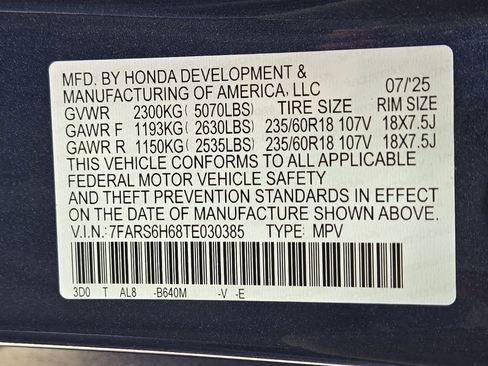 MFD. BY HONDA DEVELOPMENT &
MANUFACTURING OF AMERICA, LLC 07/'25
GVWR 2300KG (5070LBS) TIRE SIZE RIM SIZE
GAWR F 1193KG (2630LBS) 235/60R18 107V 18X7.5J
GAWR R 1150KG (2535LBS) 235/60R18 107V 18X7.5J
THIS VEHICLE CONFORMS TO ALL APPLICABLE
FEDERAL MOTOR VEHICLE SAFETY
AND THEFT PREVENTION STANDARDS IN EFFECT
ON THE DATE OF MANUFACTURE SHOWN ABOVE.
V.I.N.: 7FARS6H68TE030385 TYPE: MPV
3D0 T AL8 -B640M -V -E